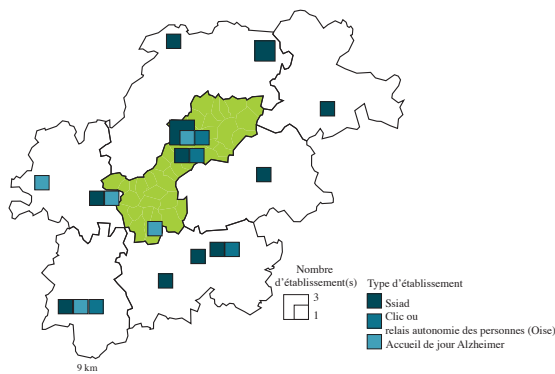 Nombre
d'établissement(s)
3
1
Type d'établissement
Ssiad
Clic ou
relais autonomie des personnes (Oise)
Accueil de jour Alzheimer
9 km